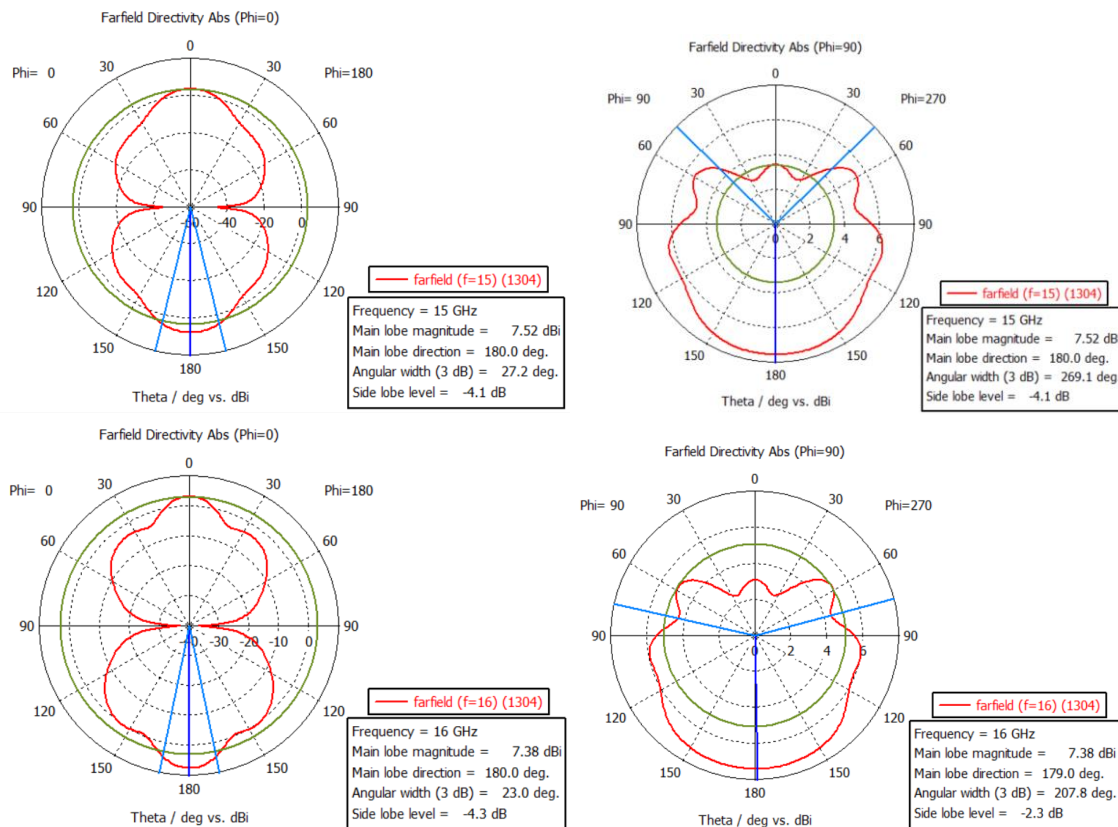 Farfield Directivity Abs (Phi=0)
Phi= 0
30
0
30
Phi=180
60
60
90
-60
-40
-20
0
90
120
120
150
180
150
Theta / deg vs. dBi
farfield (f=15) (1304)
Frequency = 15 GHz
Main lobe magnitude = 7.52 dBi
Main lobe direction = 180.0 deg.
Angular width (3 dB) = 27.2 deg.
Side lobe level = -4.1 dB
Farfield Directivity Abs (Phi=90)
Phi= 90
30
0
30
Phi=270
60
60
90
0
2
4
6
90
120
120
150
180
150
Theta / deg vs. dBi
farfield (f=15) (1304)
Frequency = 15 GHz
Main lobe magnitude = 7.52 dB
Main lobe direction = 180.0 deg.
Angular width (3 dB) = 269.1 deg.
Side lobe level = -4.1 dB
Farfield Directivity Abs (Phi=0)
Phi= 0
30
0
30
Phi=180
60
60
90
-40
-30
-20
-10
0
90
120
120
150
180
150
Theta / deg vs. dBi
farfield (f=16) (1304)
Frequency = 16 GHz
Main lobe magnitude = 7.38 dBi
Main lobe direction = 180.0 deg.
Angular width (3 dB) = 23.0 deg.
Side lobe level = -4.3 dB
Farfield Directivity Abs (Phi=90)
Phi= 90
30
0
30
Phi=270
60
60
90
0
2
4
6
90
120
120
150
180
150
Theta / deg vs. dBi
farfield (f=16) (1304)
Frequency = 16 GHz
Main lobe magnitude = 7.38 dB
Main lobe direction = 179.0 deg.
Angular width (3 dB) = 207.8 deg.
Side lobe level = -2.3 dB